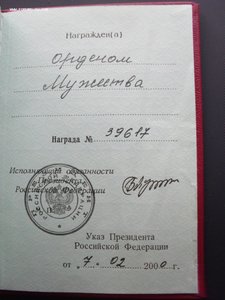 Награжден(а)
Орденом
Мужества
Награда № 39617
Исполняющий обязанности
Президента
Российской Федерации
Указ Президента
Российской Федерации
от "7" 02 2000 г.